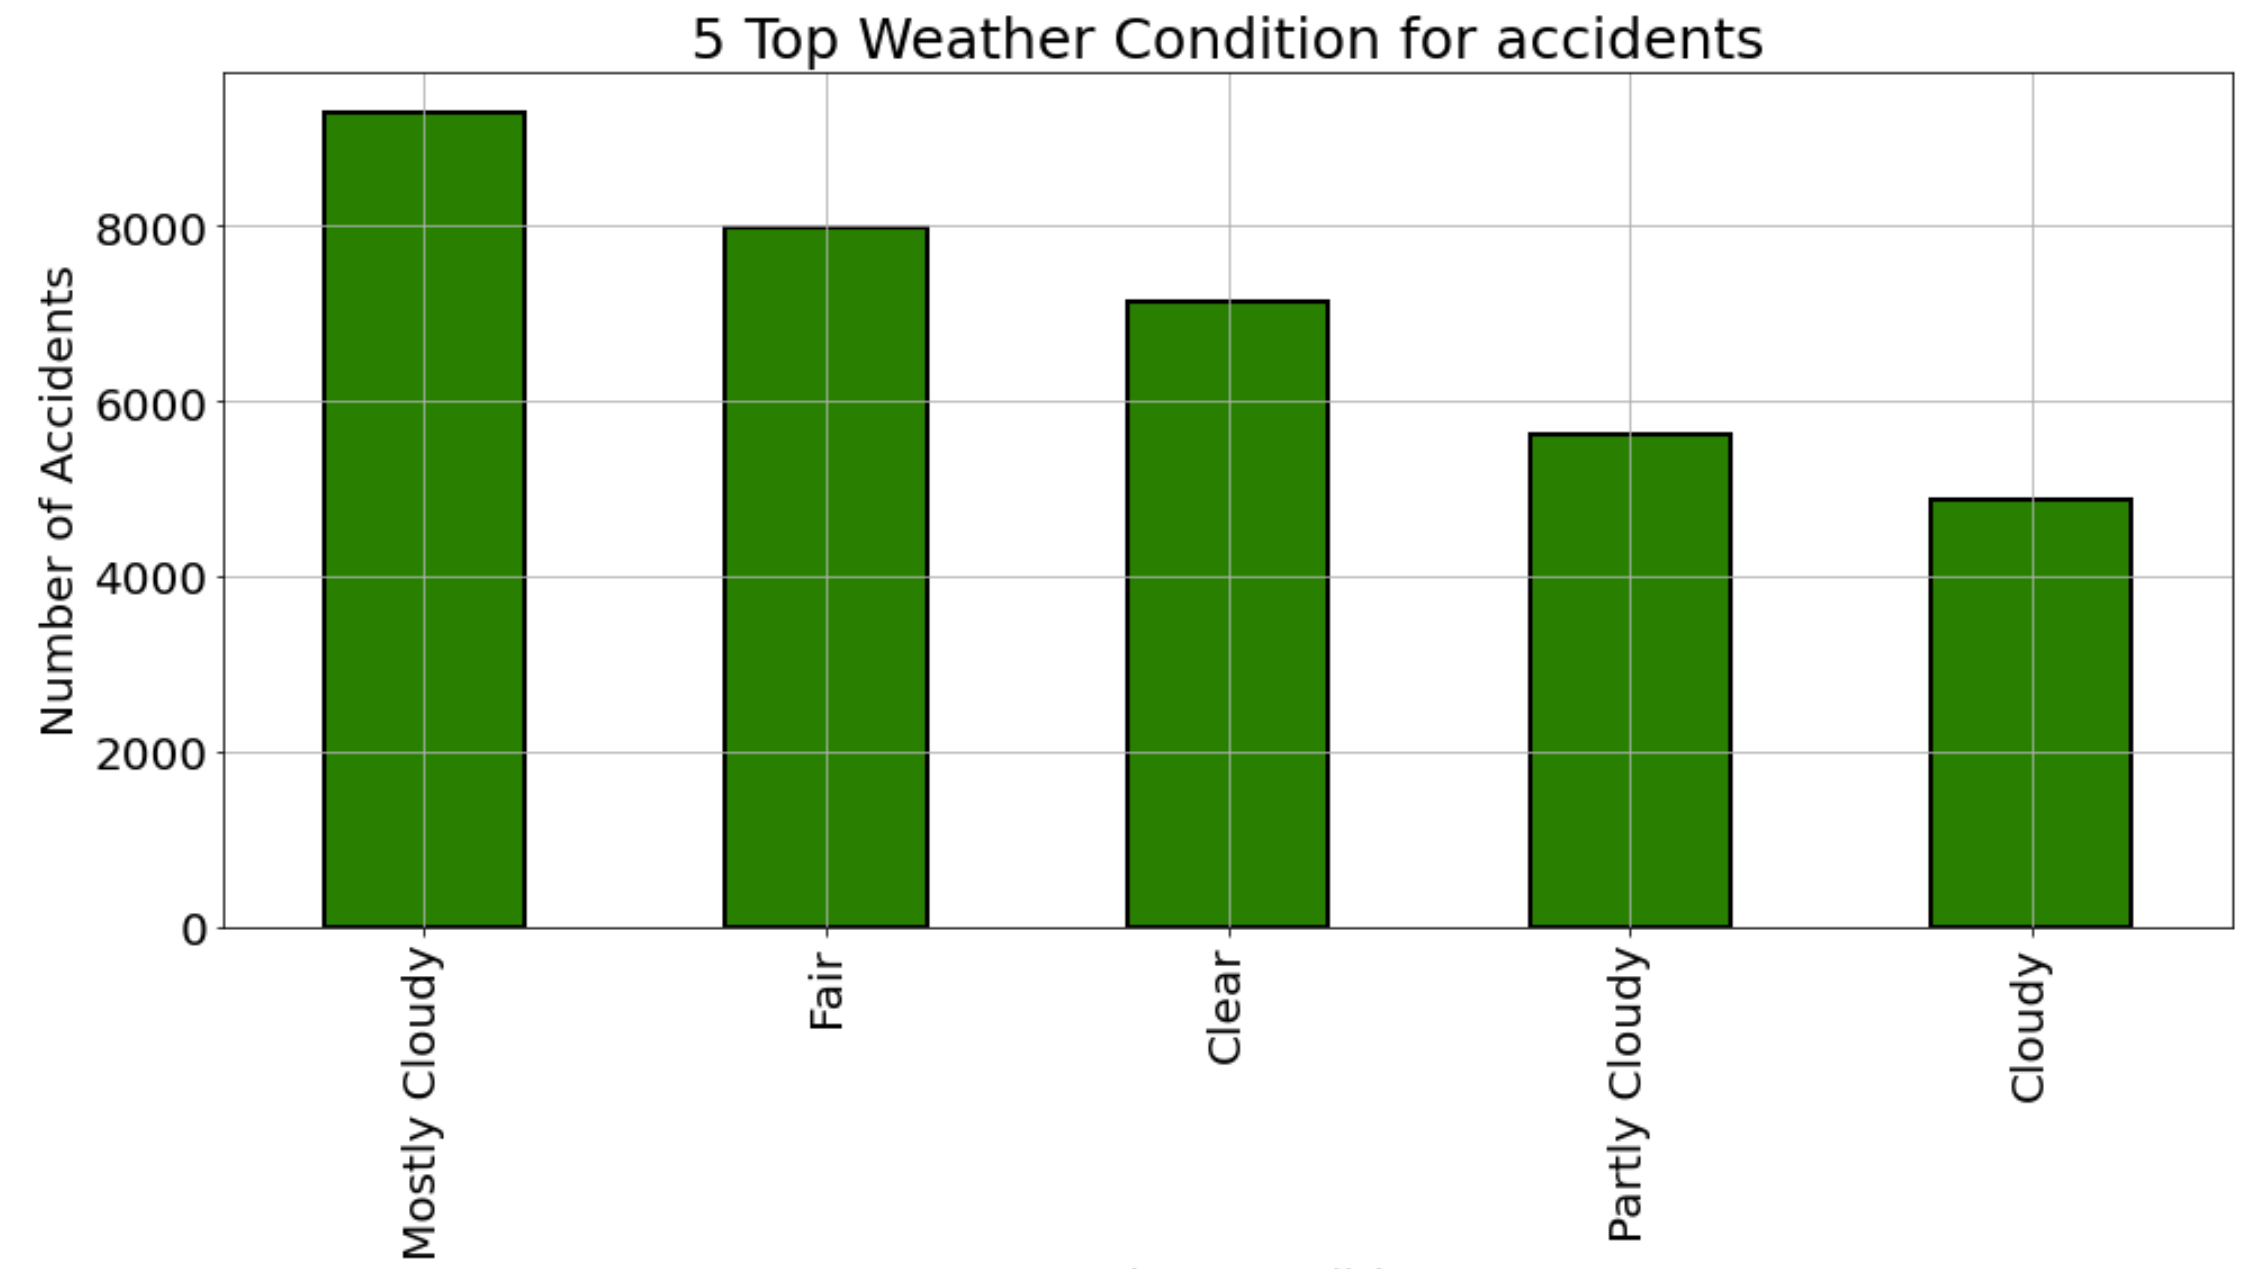 5 Top Weather Condition for accidents
Number of Accidents
8000
6000
4000
2000
0
Mostly Cloudy
Fair
Clear
Partly Cloudy
Cloudy